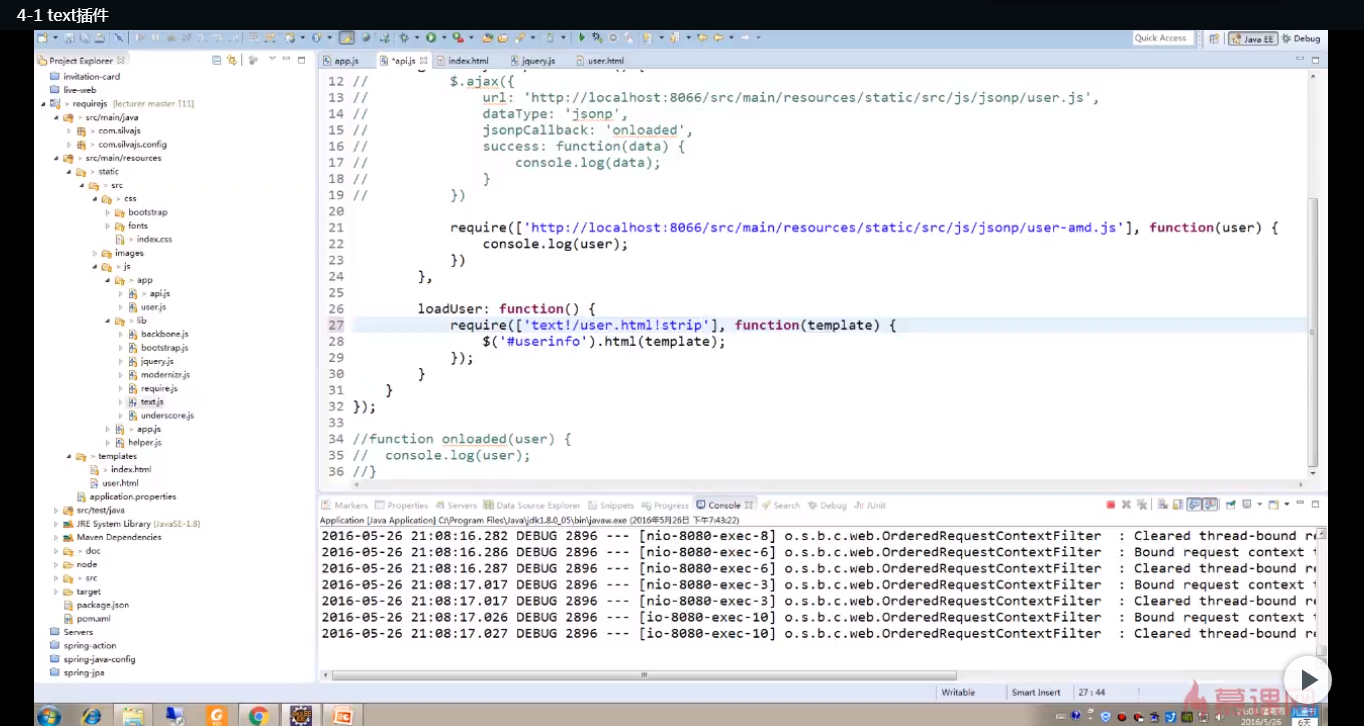 4-1 text插件
Quick Access
Java EE
Debug
Project Explorer
invitation-card
live-web
> requirejs [lecturer master ↑11]
> src/main/java
> com.silvajs
> com.silvajs.config
> src/main/resources
> static
> src
> css
bootstrap
> fonts
> index.css
> images
> js
> app
> api.js
user.js
> lib
backbone.js
bootstrap.js
jquery.js
modernizr.js
require.js
text.js
underscore.js
> app.js
helper.js
> templates
> index.html
user.html
application.properties
> src/test/java
JRE System Library [JavaSE-1.8]
Maven Dependencies
> doc
node
> src
target
package.json
pom.xml
Servers
spring-action
spring-java-config
spring-jpa
app.js
*api.js
index.html
jquery.js
user.html
12 // $.ajax({
13 // url: 'http://localhost:8066/src/main/resources/static/src/js/jsonp/user.js',
14 // dataType: 'jsonp',
15 // jsonpCallback: 'onloaded',
16 // success: function(data) {
17 // console.log(data);
18 // }
19 // })
20
21 require(['http://localhost:8066/src/main/resources/static/src/js/jsonp/user-amd.js'], function(user) {
22 console.log(user);
23 })
24 },
25
26 loadUser: function() {
27 require(['text!/user.html!strip'], function(template) {
28 $('#userinfo').html(template);
29 });
30 }
31 }
32 });
33
34 //function onloaded(user) {
35 // console.log(user);
36 //}
Markers
Properties
Servers
Data Source Explorer
Snippets
Progress
Console
Search
Debug
Ju JUnit
Application [Java Application] C:\Program Files\Java\jdk1.8.0_05\bin\javaw.exe (2016年5月26日 下午7:43:22)
2016-05-26 21:08:16.282 DEBUG 2896 --- [nio-8080-exec-8] o.s.b.c.web.OrderedRequestContextFilter : Cleared thread-bound re
2016-05-26 21:08:16.286 DEBUG 2896 --- [nio-8080-exec-6] o.s.b.c.web.OrderedRequestContextFilter : Bound request context t
2016-05-26 21:08:16.287 DEBUG 2896 --- [nio-8080-exec-6] o.s.b.c.web.OrderedRequestContextFilter : Cleared thread-bound re
2016-05-26 21:08:17.017 DEBUG 2896 --- [nio-8080-exec-3] o.s.b.c.web.OrderedRequestContextFilter : Bound request context t
2016-05-26 21:08:17.017 DEBUG 2896 --- [nio-8080-exec-3] o.s.b.c.web.OrderedRequestContextFilter : Cleared thread-bound re
2016-05-26 21:08:17.026 DEBUG 2896 --- [io-8080-exec-10] o.s.b.c.web.OrderedRequestContextFilter : Bound request context t
2016-05-26 21:08:17.027 DEBUG 2896 --- [io-8080-exec-10] o.s.b.c.web.OrderedRequestContextFilter : Cleared thread-bound re
Writable
Smart Insert
27 : 44
慕课网
2016/5/26
儿童节
6天